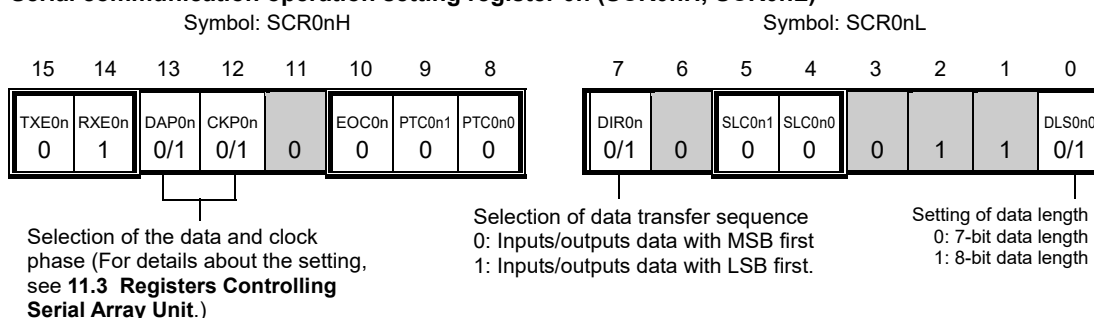 Serial communication operation setting register 0n (SCR0nH, SCR0nL)
Symbol: SCR0nH
Symbol: SCR0nL
15 14 13 12 11 10 9 8
7 6 5 4 3 2 1 0
TXE0n RXE0n DAP0n CKP0n EOC0n PTC0n1 PTC0n0
DIR0n SLC0n1 SLC0n0 DLS0n0
0 1 0/1 0/1 0 0 0 0
0/1 0 0 0 0 1 1 0/1
Selection of the data and clock
phase (For details about the setting,
see 11.3 Registers Controlling
Serial Array Unit.)
Selection of data transfer sequence
0: Inputs/outputs data with MSB first
1: Inputs/outputs data with LSB first.
Setting of data length
0: 7-bit data length
1: 8-bit data length